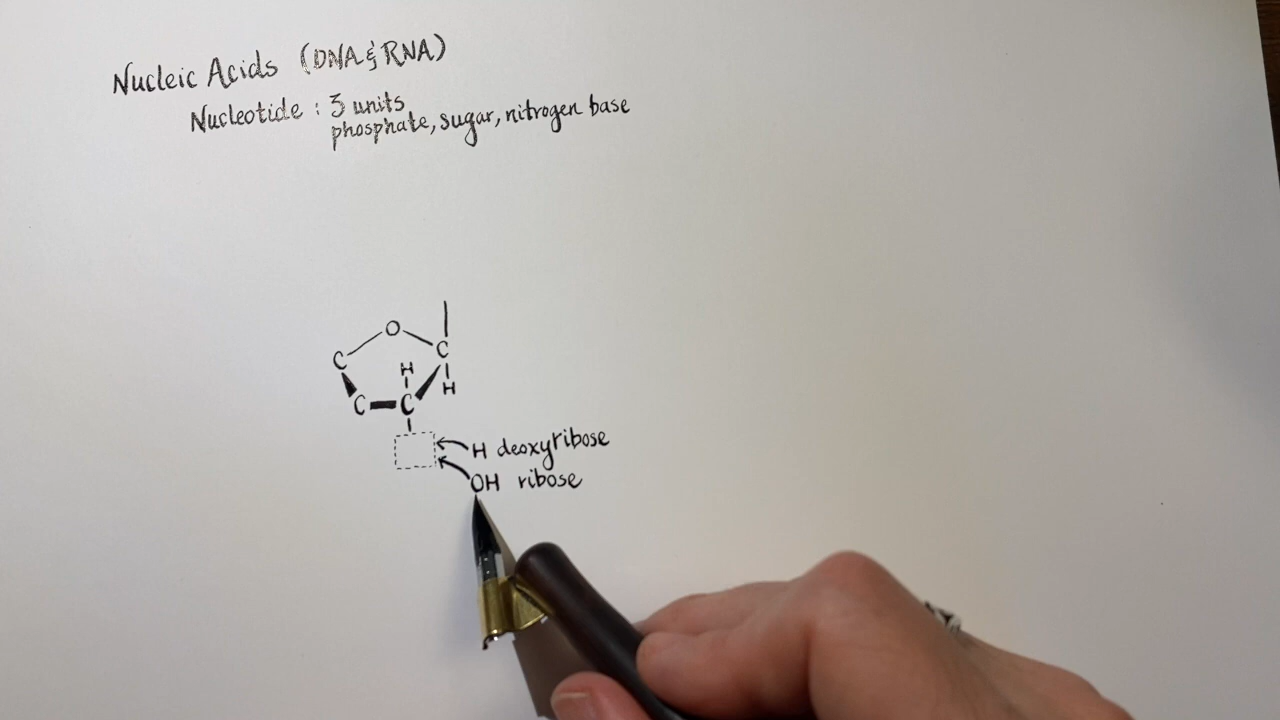 Nucleic Acids (DNA & RNA)
Nucleotide : 3 units
phosphate, sugar, nitrogen base
O
C C
H
H
C C
H deoxyribose
OH ribose